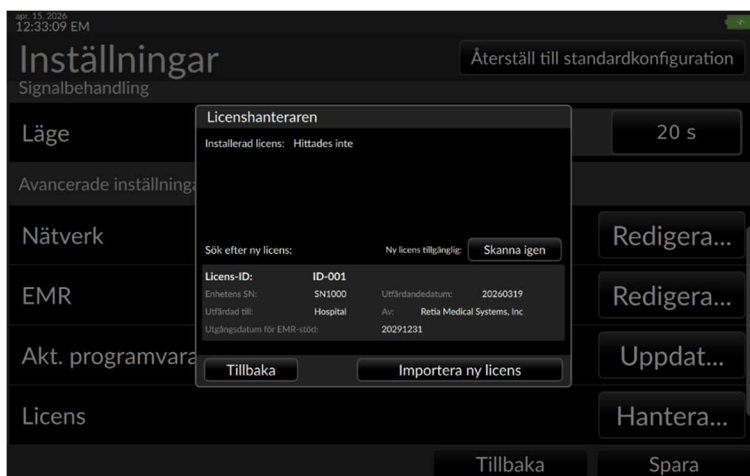 apr. 15, 2026
12:33:09 EM
Inställningar
Återställ till standardkonfiguration
Signalbehandling
Läge
20 s
Licenshanteraren
Installerad licens: Hittades inte
Avancerade inställninga
Nätverk
Redigera...
Sök efter ny licens:
Ny licens tillgänglig:
Skanna igen
Licens-ID: ID-001
Enhetens SN: SN1000 Utfärdandedatum: 20260319
Utfärdad till: Hospital Av: Retia Medical Systems, Inc
Utgångsdatum för EMR-stöd: 20291231
EMR
Redigera...
Tillbaka
Importera ny licens
Akt. programvara
Uppdat...
Licens
Hantera...
Tillbaka
Spara